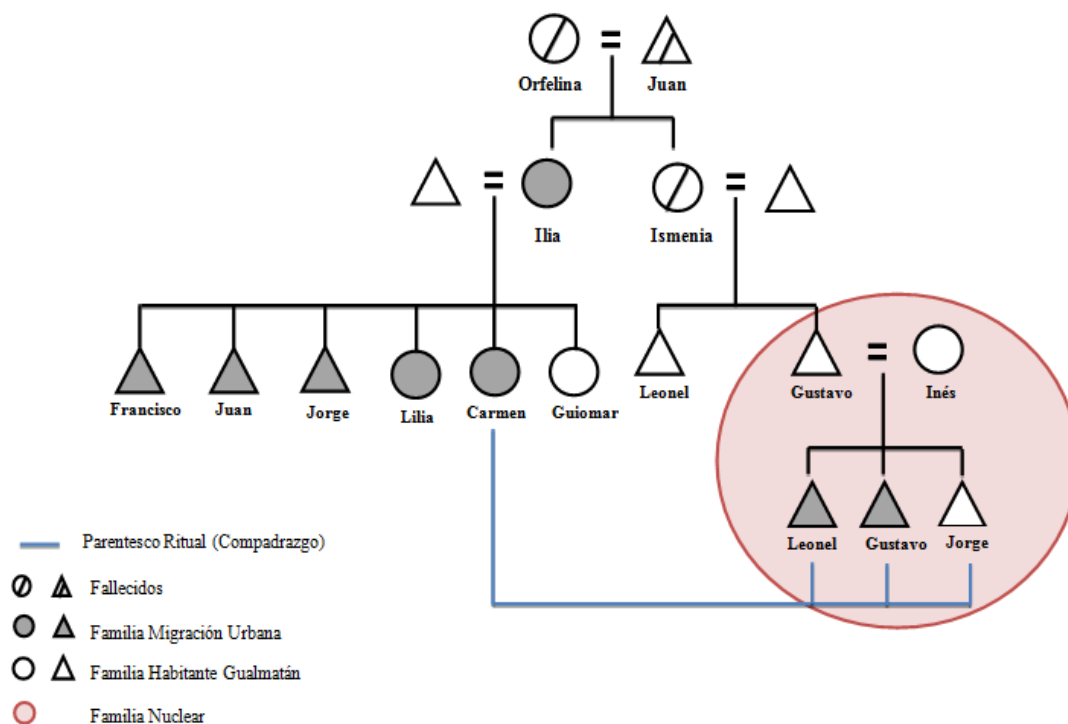 Orfelina Juan
Ilia Ismenia
Francisco Juan Jorge Lilia Carmen Guiomar Leonel Gustavo Inés
Leonel Gustavo Jorge
Parentesco Ritual (Compadrazgo)
Fallecidos
Familia Migración Urbana
Familia Habitante Gualmatán
Familia Nuclear